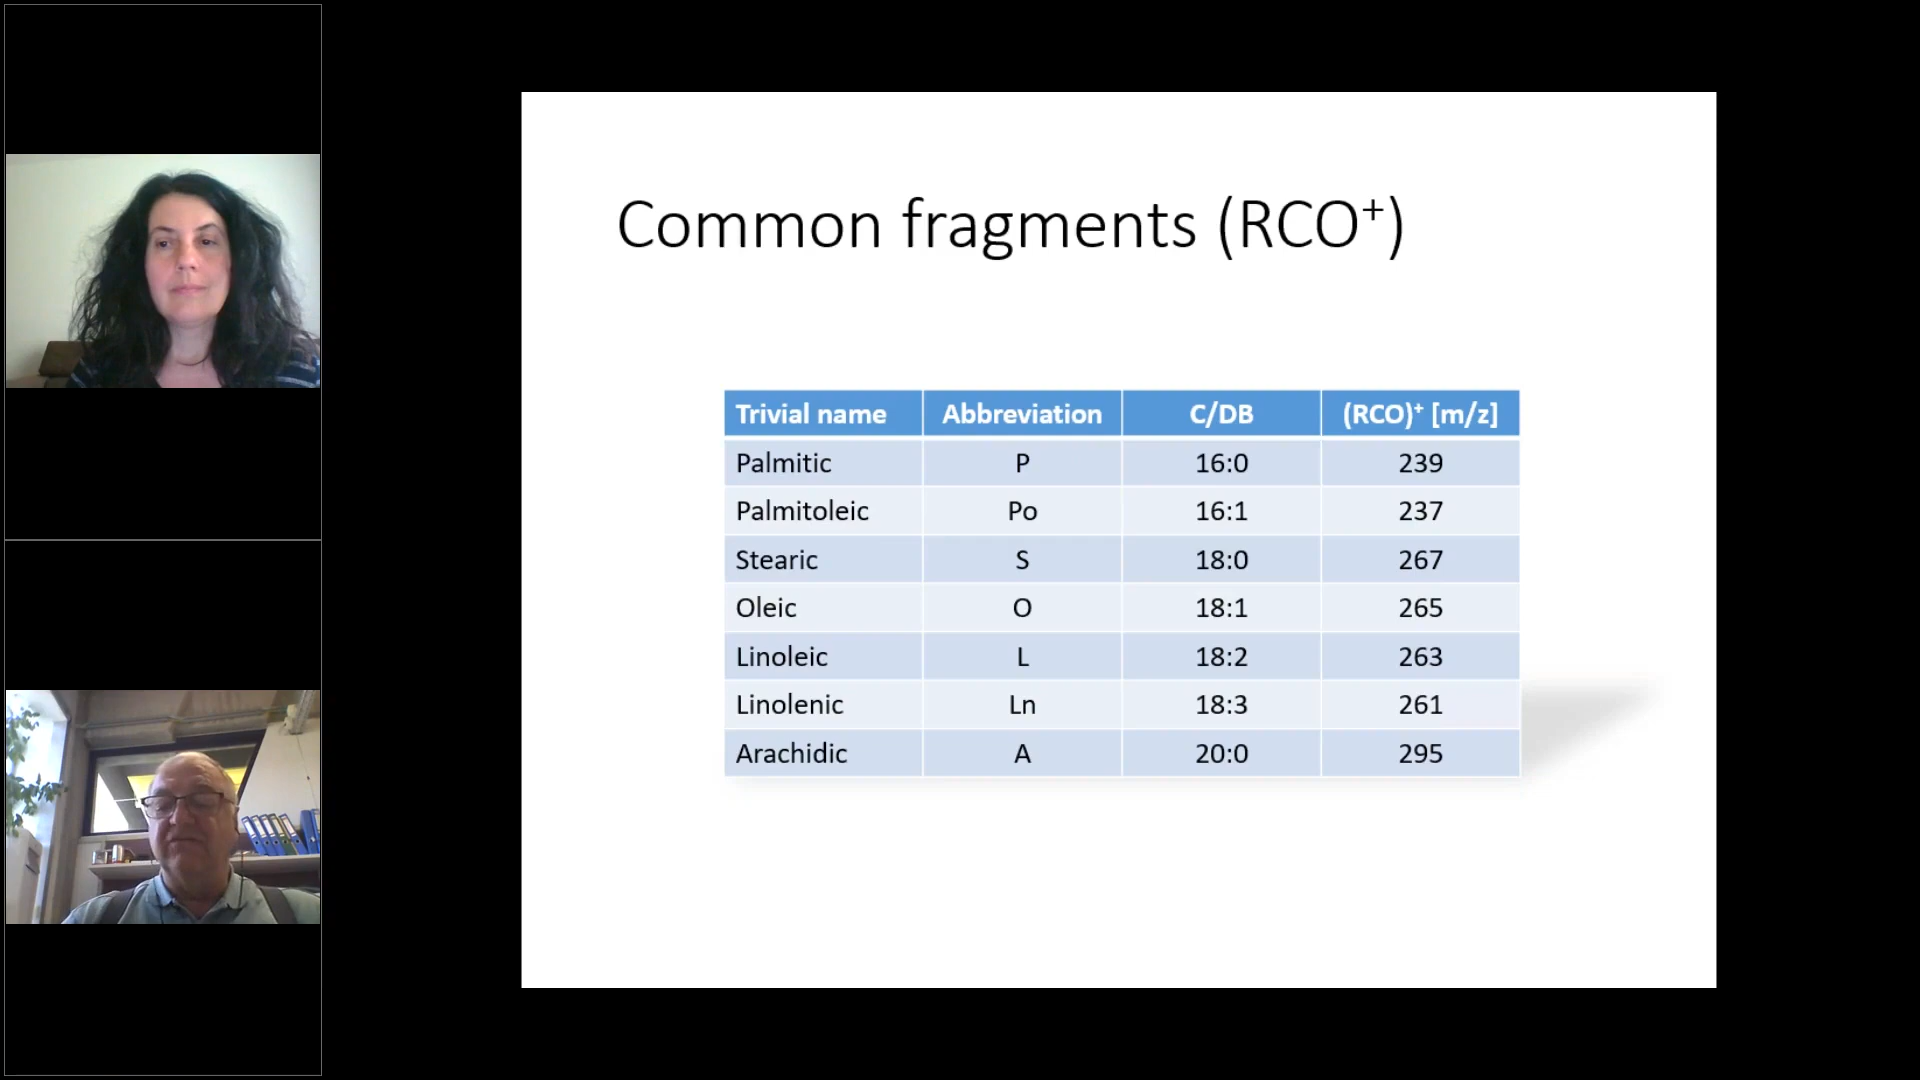 Common fragments (RCO⁺)
Trivial name Abbreviation C/DB (RCO)⁺ [m/z]
Palmitic P 16:0 239
Palmitoleic Po 16:1 237
Stearic S 18:0 267
Oleic O 18:1 265
Linoleic L 18:2 263
Linolenic Ln 18:3 261
Arachidic A 20:0 295